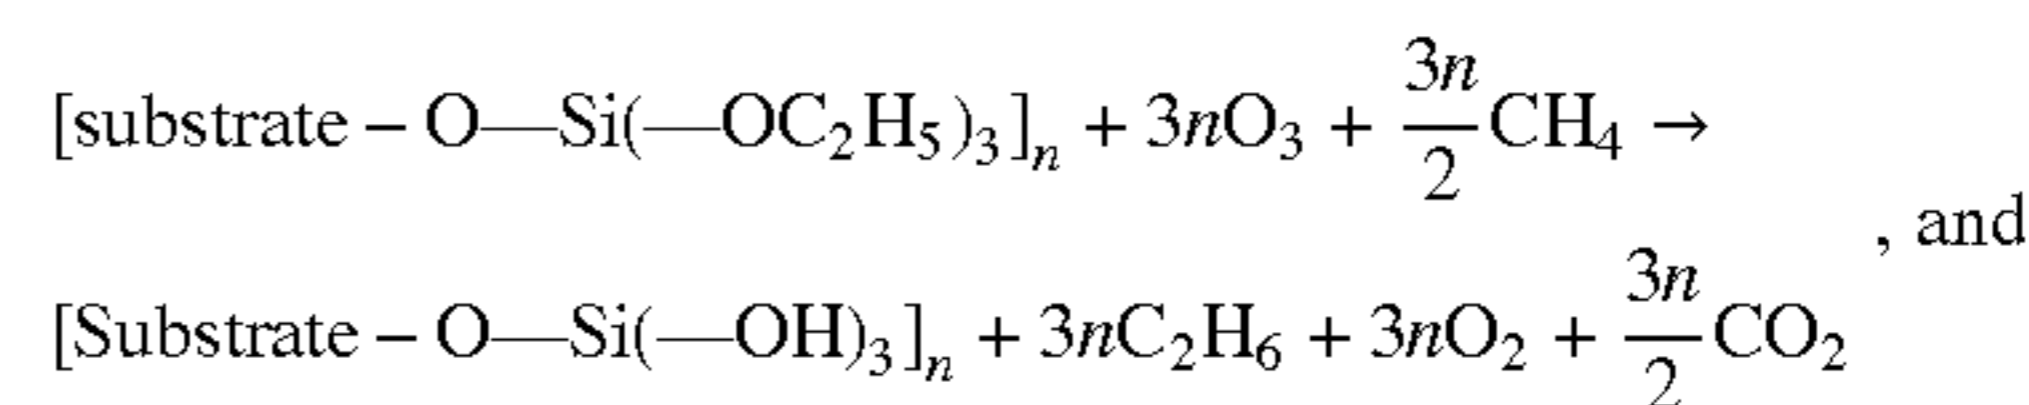 [substrate – O—Si(—OC₂H₅)₃]ₙ + 3nO₃ + 3n/2 CH₄ →
, and
[Substrate – O—Si(—OH)₃]ₙ + 3nC₂H₆ + 3nO₂ + 3n/2 CO₂